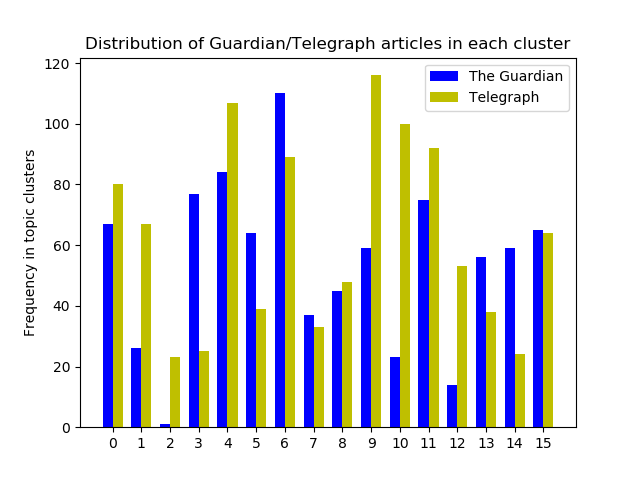 Distribution of Guardian/Telegraph articles in each cluster
The Guardian
Telegraph
Frequency in topic clusters
120
100
80
60
40
20
0
0 1 2 3 4 5 6 7 8 9 10 11 12 13 14 15